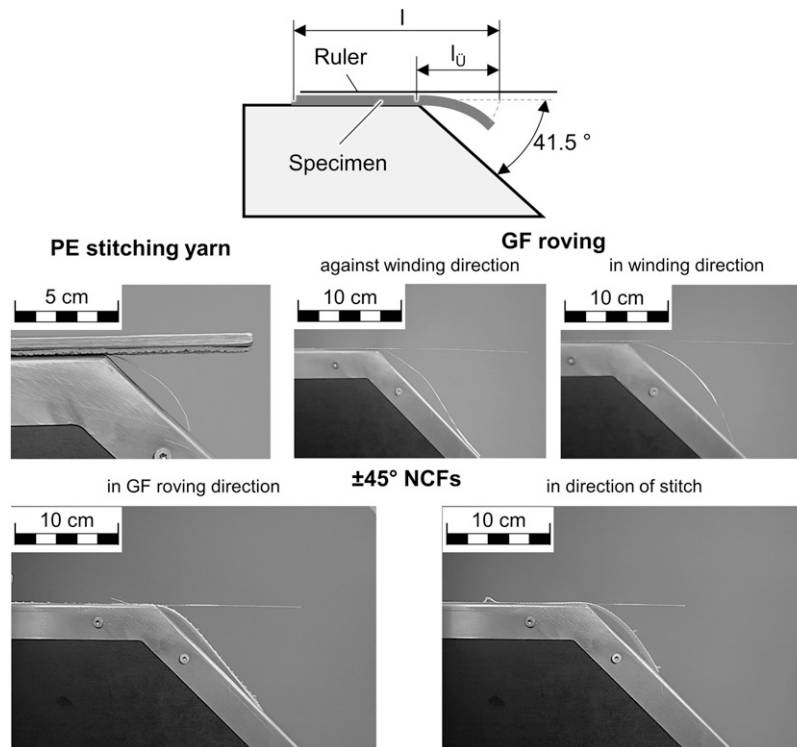 l
lÜ
Ruler
Specimen
41.5 °
PE stitching yarn
GF roving
against winding direction
in winding direction
5 cm
10 cm
10 cm
±45° NCFs
in GF roving direction
in direction of stitch
10 cm
10 cm